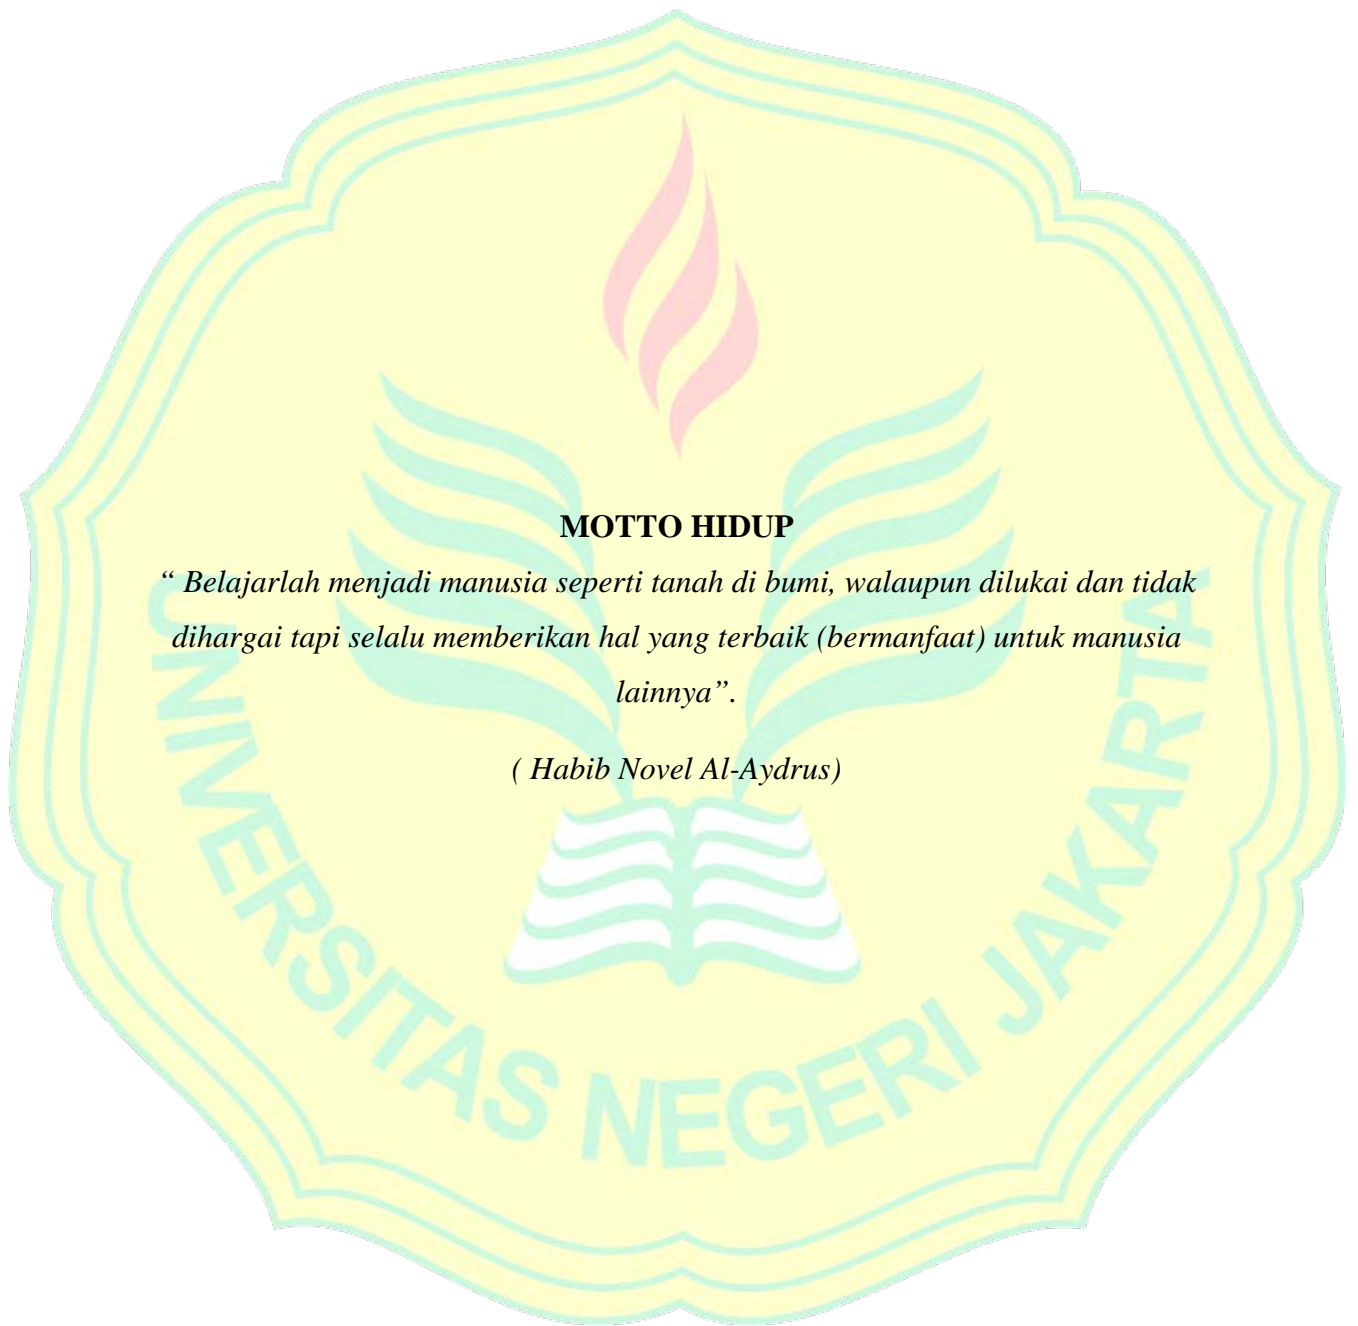 MOTTO HIDUP
“ Belajarlah menjadi manusia seperti tanah di bumi, walaupun dilukai dan tidak
dihargai tapi selalu memberikan hal yang terbaik (bermanfaat) untuk manusia
lainnya”.
( Habib Novel Al-Aydrus)
UNIVERSITAS NEGERI JAKARTA